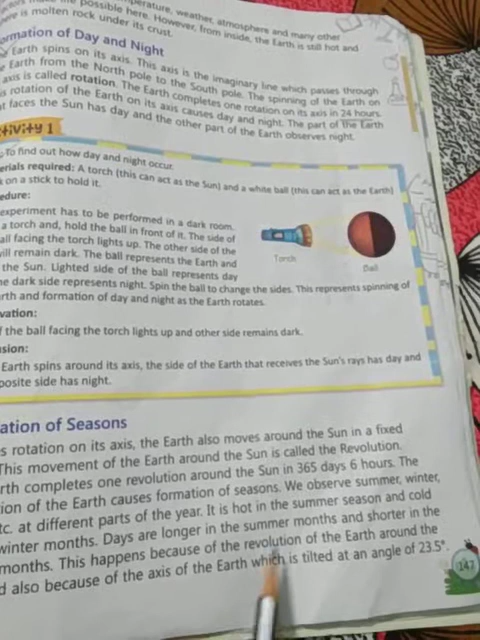 perature, weather, atmosphere and many other
possible here. However, from inside, the Earth is still hot and
is molten rock under its crust.
ormation of Day and Night
Earth spins on its axis. This axis is the imaginary line which passes through
Earth from the North pole to the South pole. The spinning of the Earth on
axis is called rotation. The Earth completes one rotation on its axis in 24 hours.
s rotation of the Earth on its axis causes day and night. The part of the Earth
t faces the Sun has day and the other part of the Earth observes night.
tivity 1
To find out how day and night occur.
erials required: A torch (this can act as the Sun) and a white ball (this can act as the Earth)
on a stick to hold it.
edure:
experiment has to be performed in a dark room.
a torch and, hold the ball in front of it. The side of
all facing the torch lights up. The other side of the
ill remain dark. The ball represents the Earth and
the Sun. Lighted side of the ball represents day
e dark side represents night. Spin the ball to change the sides. This represents spinning of
rth and formation of day and night as the Earth rotates.
Torch
Ball
vation:
f the ball facing the torch lights up and other side remains dark.
usion:
Earth spins around its axis, the side of the Earth that receives the Sun's rays has day and
posite side has night.
ation of Seasons
s rotation on its axis, the Earth also moves around the Sun in a fixed
This movement of the Earth around the Sun is called the Revolution.
rth completes one revolution around the Sun in 365 days 6 hours. The
ion of the Earth causes formation of seasons. We observe summer, winter,
tc. at different parts of the year. It is hot in the summer season and cold
winter months. Days are longer in the summer months and shorter in the
months. This happens because of the revolution of the Earth around the
d also because of the axis of the Earth which is tilted at an angle of 23.5°.
147